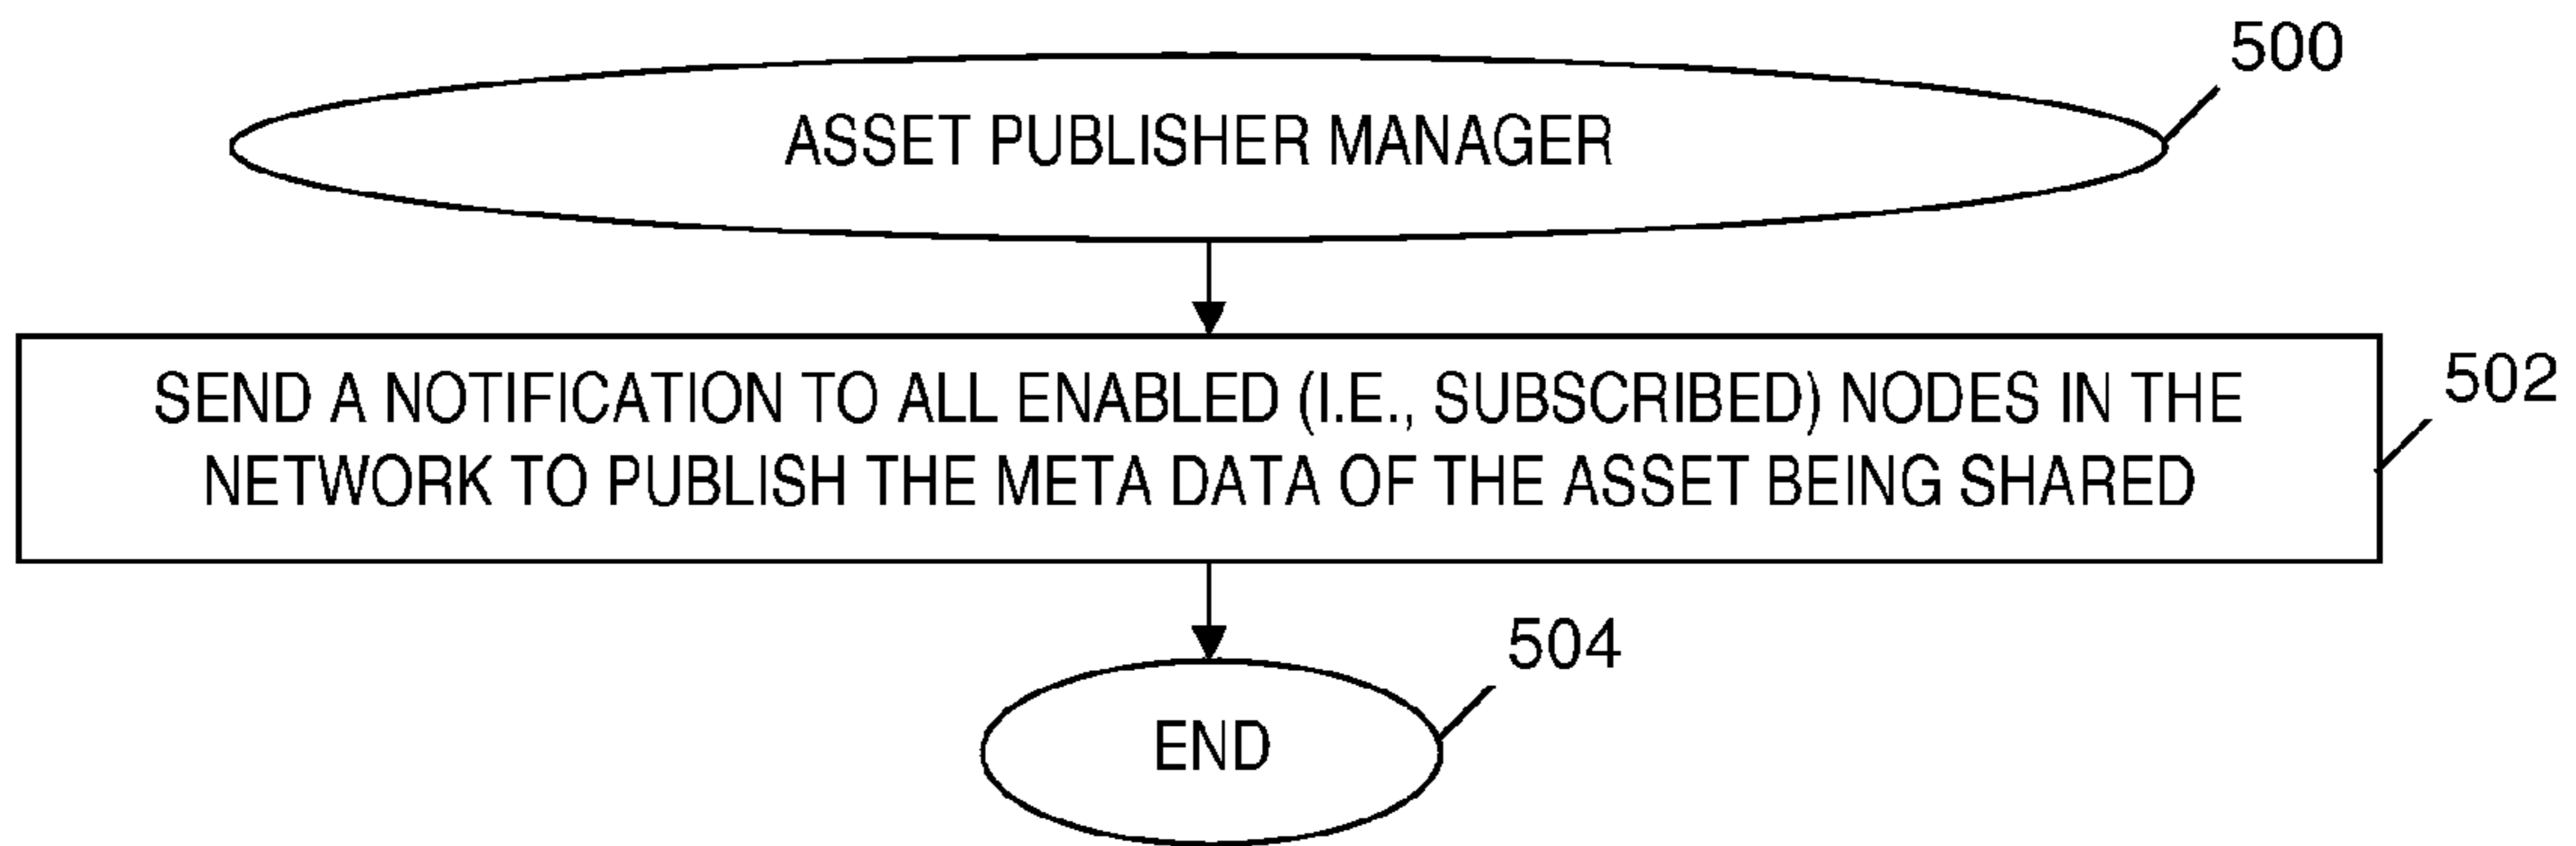 500
ASSET PUBLISHER MANAGER
502
SEND A NOTIFICATION TO ALL ENABLED (I.E., SUBSCRIBED) NODES IN THE
NETWORK TO PUBLISH THE META DATA OF THE ASSET BEING SHARED
504
END